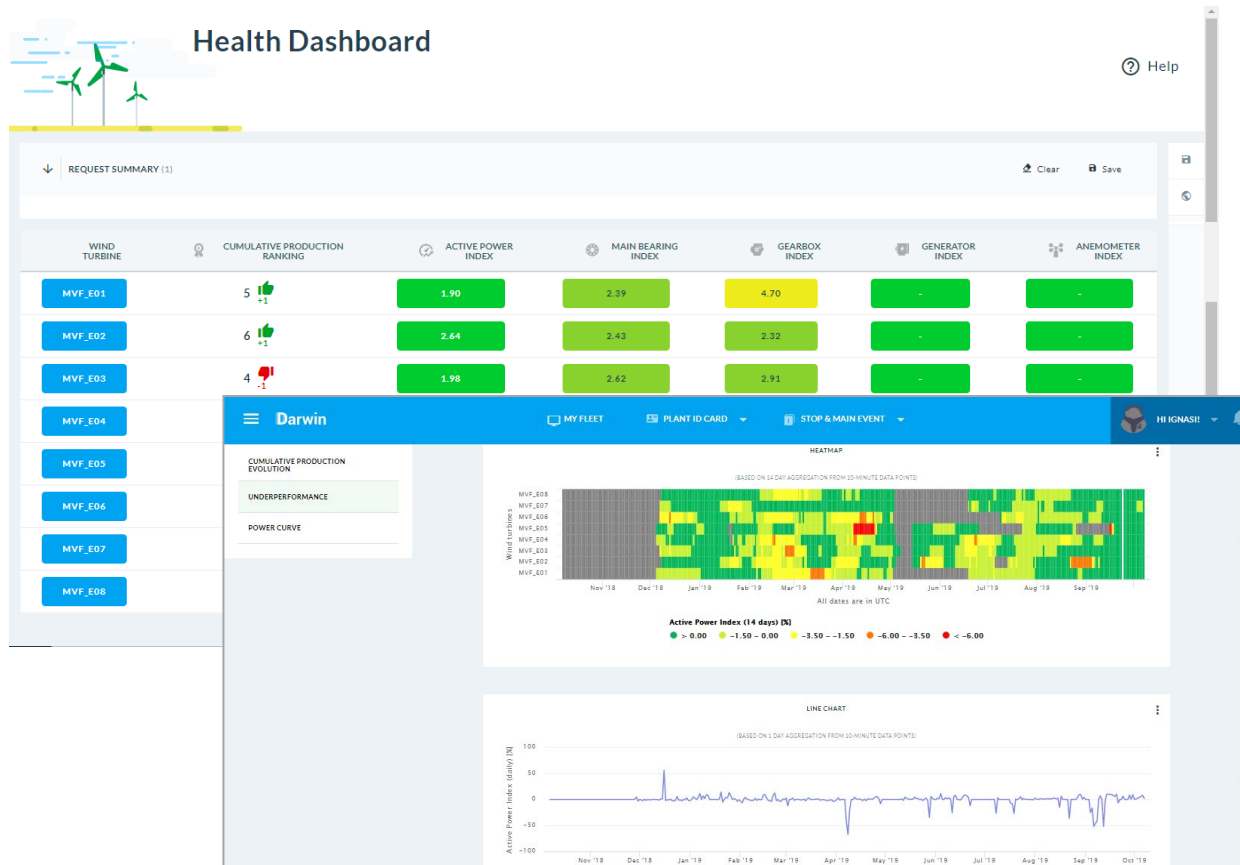 Health Dashboard
Help
REQUEST SUMMARY (1)
Clear
Save
WIND TURBINE
CUMULATIVE PRODUCTION RANKING
ACTIVE POWER INDEX
MAIN BEARING INDEX
GEARBOX INDEX
GENERATOR INDEX
ANEMOMETER INDEX
MVF_E01 5 +1 1.90 2.39 4.70 - -
MVF_E02 6 +1 2.64 2.43 2.32 - -
MVF_E03 4 -1 1.98 2.62 2.91 - -
MVF_E04
MVF_E05
MVF_E06
MVF_E07
MVF_E08
Darwin
MY FLEET
PLANT ID CARD
STOP & MAIN EVENT
HI IGNASI!
CUMULATIVE PRODUCTION
EVOLUTION
UNDERPERFORMANCE
POWER CURVE
HEATMAP
(BASED ON 14 DAY AGGREGATION FROM 10-MINUTE DATA POINTS)
Wind turbines
MVF_E08
MVF_E07
MVF_E06
MVF_E05
MVF_E04
MVF_E03
MVF_E02
MVF_E01
Nov '18 Dec '18 Jan '19 Feb '19 Mar '19 Apr '19 May '19 Jun '19 Jul '19 Aug '19 Sep '19
All dates are in UTC
Active Power Index (14 days) [%]
> 0.00 -1.50 - 0.00 -3.50 - -1.50 -6.00 - -3.50 < -6.00
LINE CHART
(BASED ON 1 DAY AGGREGATION FROM 10-MINUTE DATA POINTS)
Active Power Index (daily) [%]
100
50
0
-50
-100
Nov '18 Dec '18 Jan '19 Feb '19 Mar '19 Apr '19 May '19 Jun '19 Jul '19 Aug '19 Sep '19 Oct '19